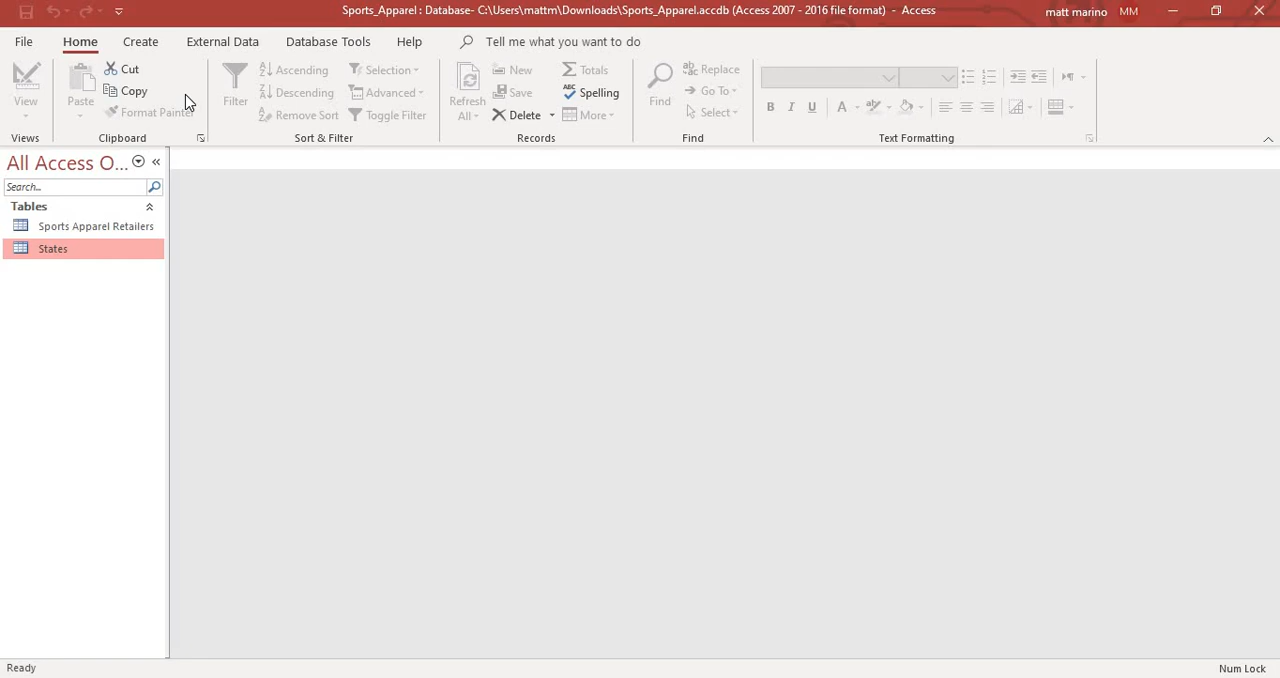 Sports_Apparel : Database- C:\Users\mattm\Downloads\Sports_Apparel.accdb (Access 2007 - 2016 file format) - Access
matt marino MM
File Home Create External Data Database Tools Help Tell me what you want to do
View
Views
Paste
Cut
Copy
Format Painter
Clipboard
Filter
Ascending
Descending
Remove Sort
Selection
Advanced
Toggle Filter
Sort & Filter
Refresh
All
New
Save
Delete
Totals
Spelling
More
Records
Find
Replace
Go To
Select
Find
B I U A
Text Formatting
All Access O...
Search...
Tables
Sports Apparel Retailers
States
Ready
Num Lock